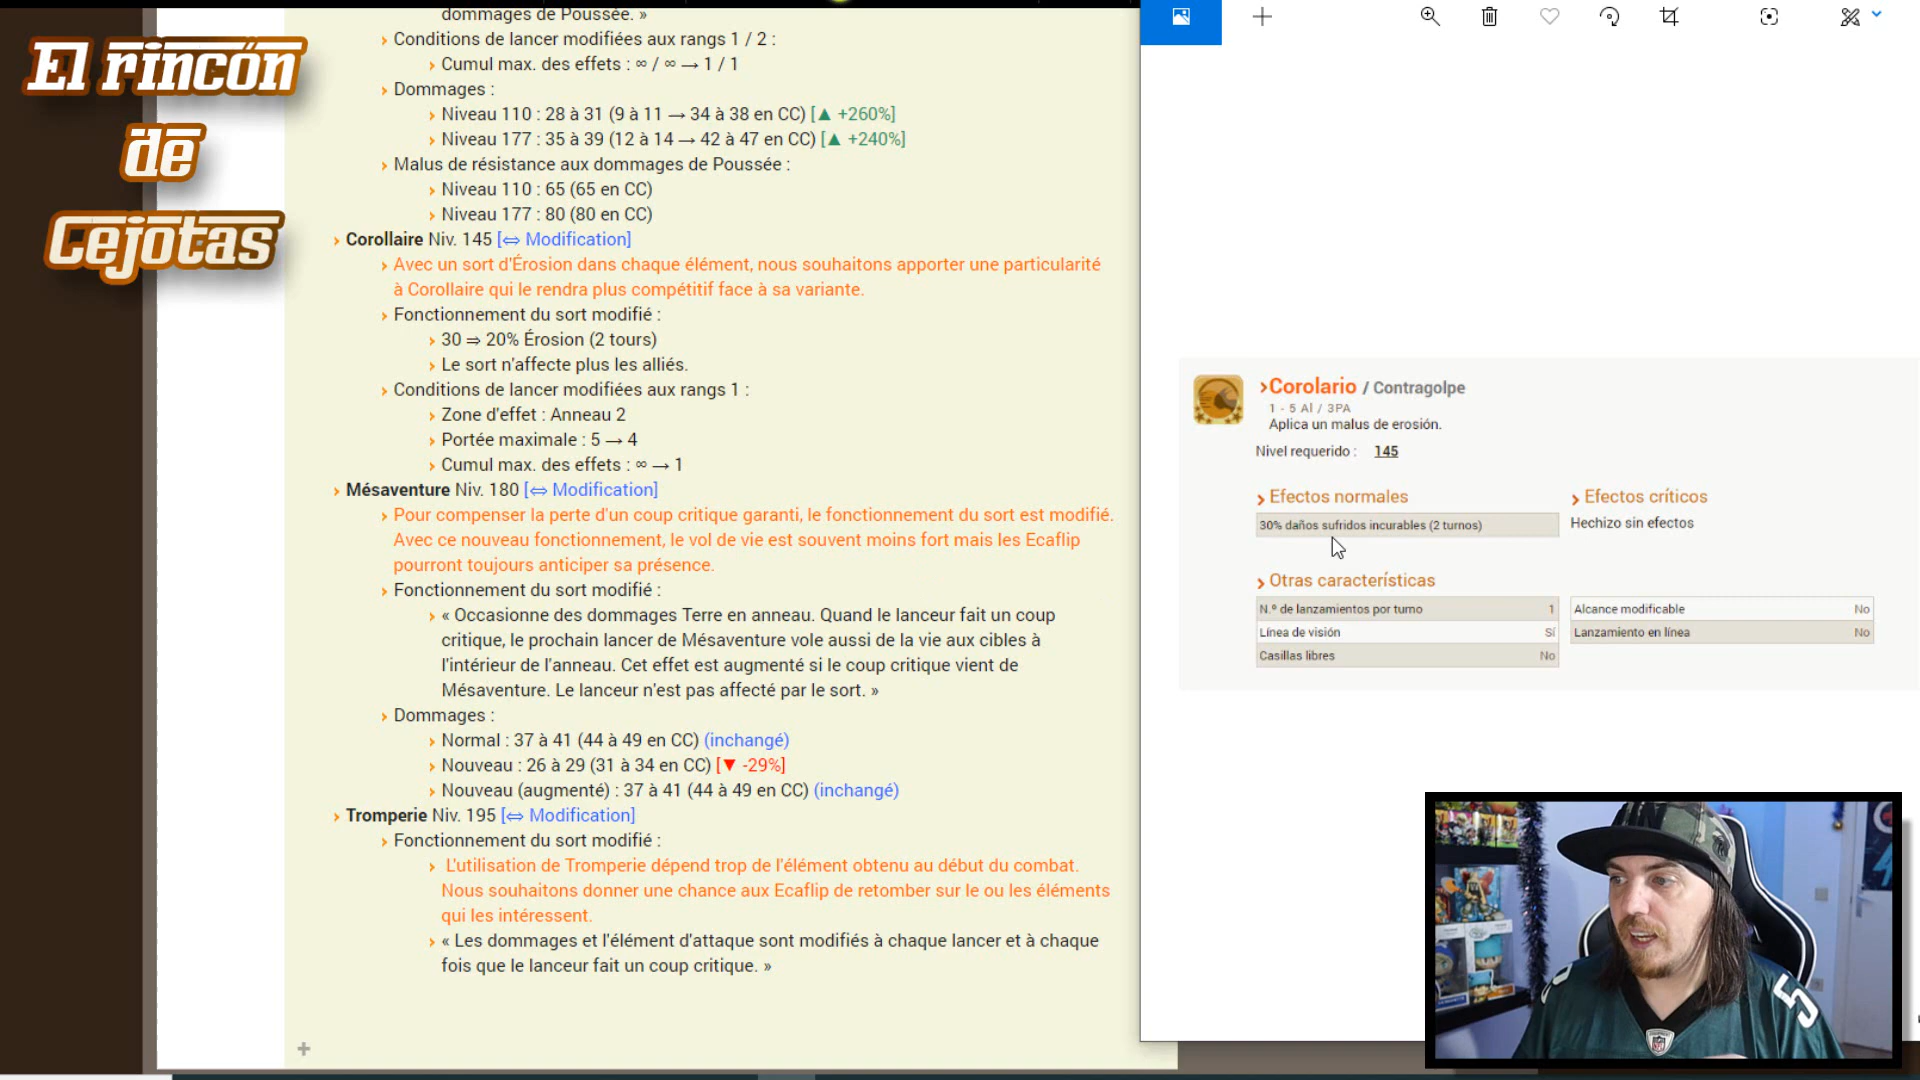 El rincón
de
Cejotas
dommages de Poussée. »
Conditions de lancer modifiées aux rangs 1 / 2 :
Cumul max. des effets : ∞ / ∞ → 1 / 1
Dommages :
Niveau 110 : 28 à 31 (9 à 11 → 34 à 38 en CC) [▲ +260%]
Niveau 177 : 35 à 39 (12 à 14 → 42 à 47 en CC) [▲ +240%]
Malus de résistance aux dommages de Poussée :
Niveau 110 : 65 (65 en CC)
Niveau 177 : 80 (80 en CC)
Corollaire Niv. 145 [⇔ Modification]
Avec un sort d'Érosion dans chaque élément, nous souhaitons apporter une particularité
à Corollaire qui le rendra plus compétitif face à sa variante.
Fonctionnement du sort modifié :
30 ⇒ 20% Érosion (2 tours)
Le sort n'affecte plus les alliés.
Conditions de lancer modifiées aux rangs 1 :
Zone d'effet : Anneau 2
Portée maximale : 5 → 4
Cumul max. des effets : ∞ → 1
Mésaventure Niv. 180 [⇔ Modification]
Pour compenser la perte d'un coup critique garanti, le fonctionnement du sort est modifié.
Avec ce nouveau fonctionnement, le vol de vie est souvent moins fort mais les Ecaflip
pourront toujours anticiper sa présence.
Fonctionnement du sort modifié :
« Occasionne des dommages Terre en anneau. Quand le lanceur fait un coup
critique, le prochain lancer de Mésaventure vole aussi de la vie aux cibles à
l'intérieur de l'anneau. Cet effet est augmenté si le coup critique vient de
Mésaventure. Le lanceur n'est pas affecté par le sort. »
Dommages :
Normal : 37 à 41 (44 à 49 en CC) (inchangé)
Nouveau : 26 à 29 (31 à 34 en CC) [▼ -29%]
Nouveau (augmenté) : 37 à 41 (44 à 49 en CC) (inchangé)
Tromperie Niv. 195 [⇔ Modification]
Fonctionnement du sort modifié :
L'utilisation de Tromperie dépend trop de l'élément obtenu au début du combat.
Nous souhaitons donner une chance aux Ecaflip de retomber sur le ou les éléments
qui les intéressent.
« Les dommages et l'élément d'attaque sont modifiés à chaque lancer et à chaque
fois que le lanceur fait un coup critique. »
Corolario / Contragolpe
1 - 5 Al / 3PA
Aplica un malus de erosión.
Nivel requerido : 145
Efectos normales
30% daños sufridos incurables (2 turnos)
Efectos críticos
Hechizo sin efectos
Otras características
N.º de lanzamientos por turno 1
Línea de visión Sí
Casillas libres No
Alcance modificable No
Lanzamiento en línea No